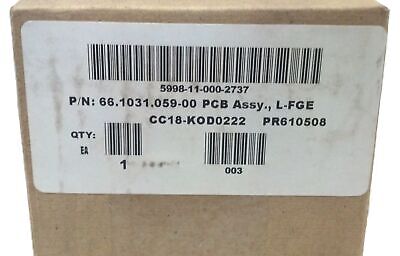 5998-11-000-2737
P/N: 66.1031.059-00 PCB Assy., L-FGE
CC18-KOD0222 PR610508
QTY:
EA
1
003